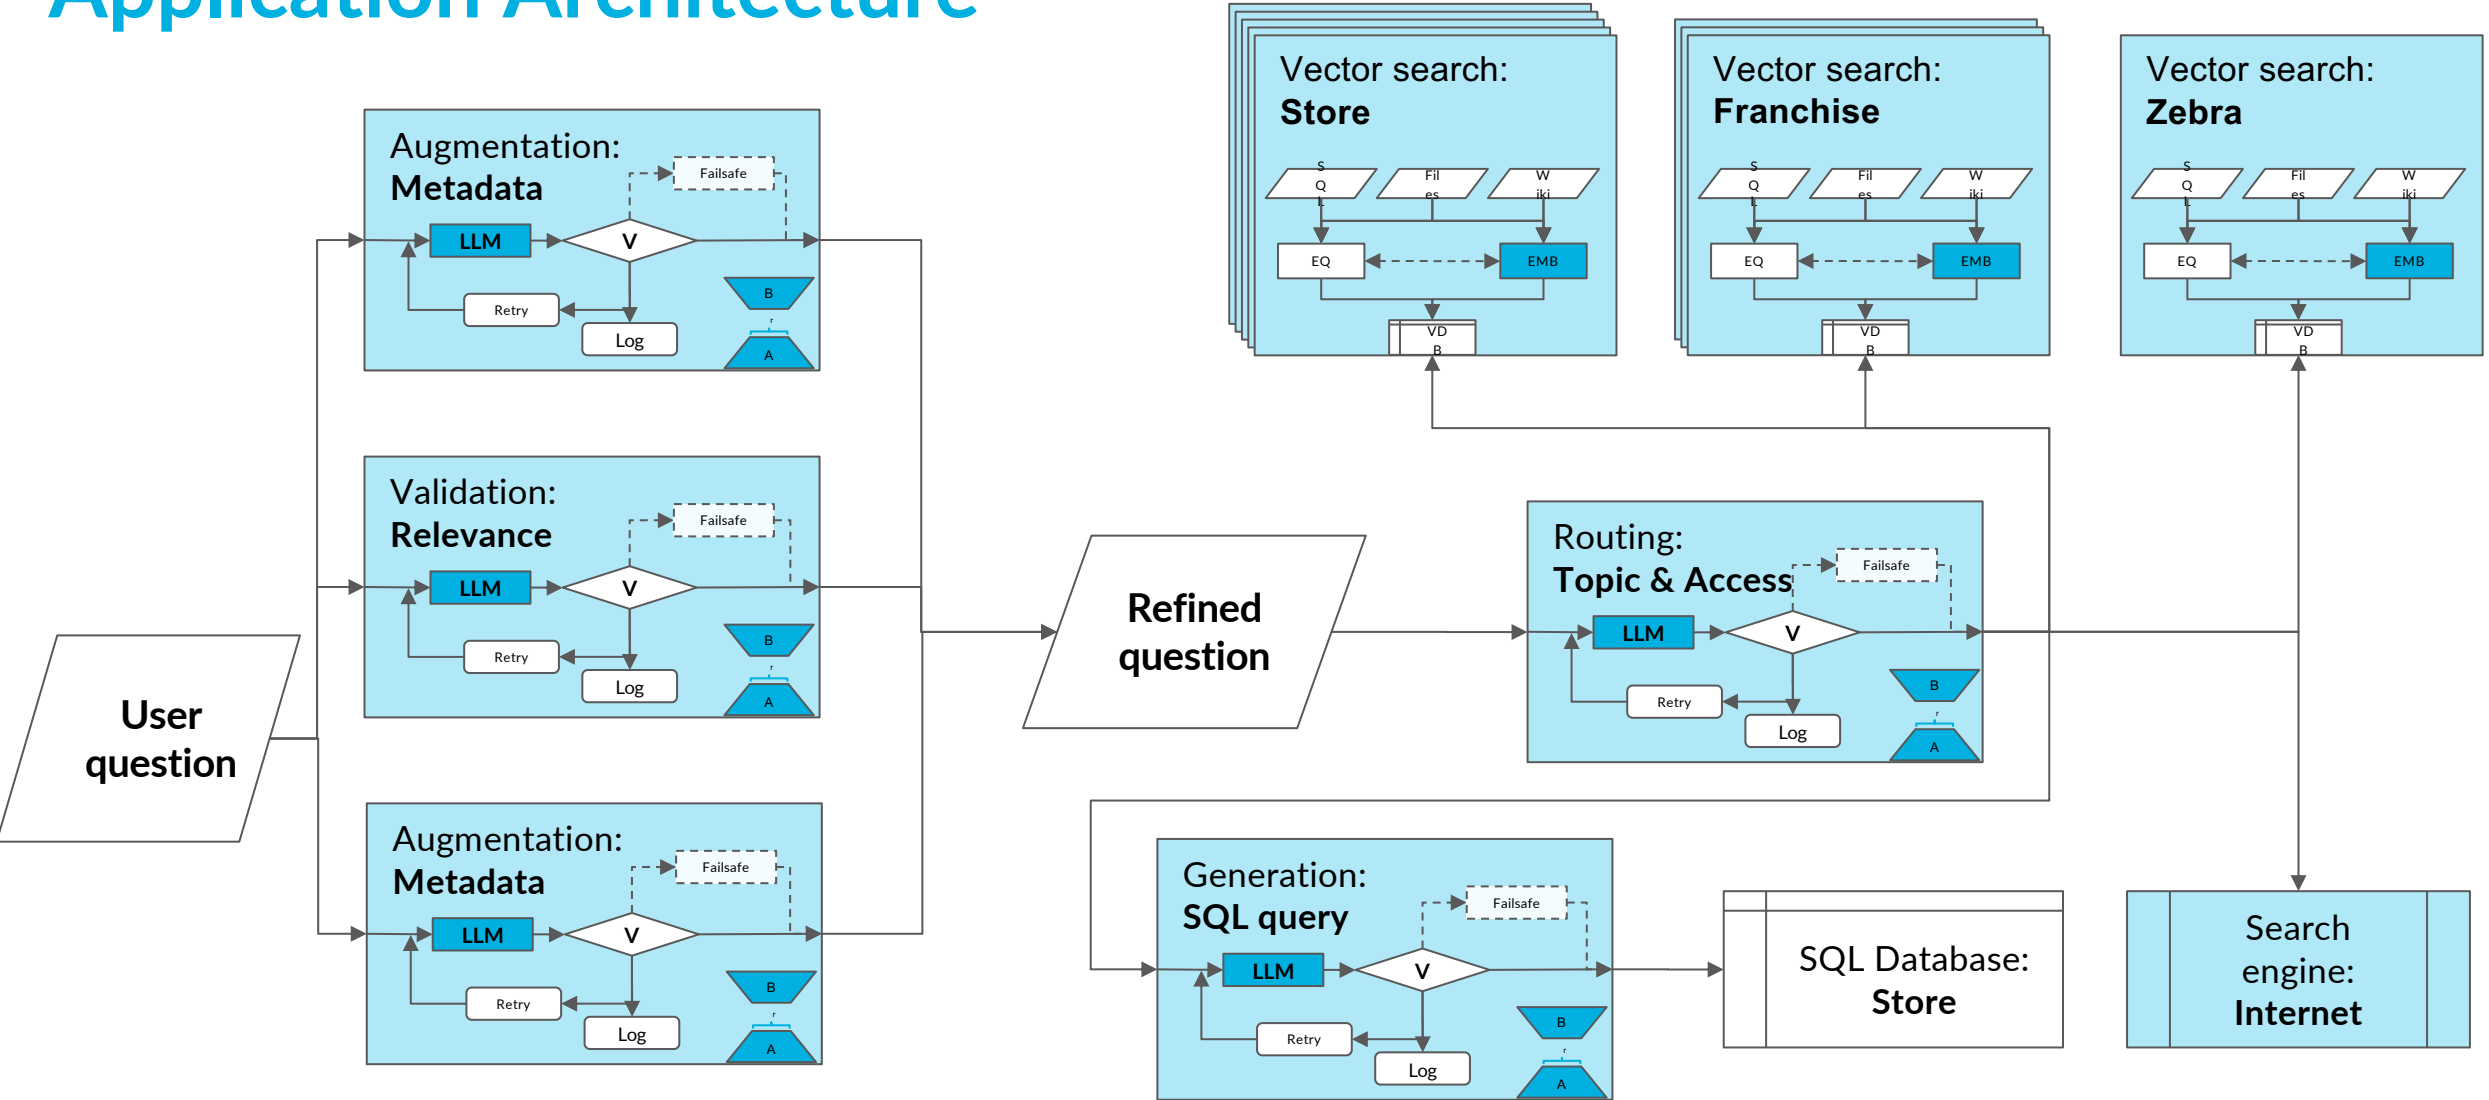 Application Architecture
Augmentation:
Metadata
Failsafe
LLM
V
Retry
Log
B
r
A
Validation:
Relevance
Failsafe
LLM
V
Retry
Log
B
r
A
User
question
Augmentation:
Metadata
Failsafe
LLM
V
Retry
Log
B
r
A
Refined
question
Vector search:
Store
S
Q
L
Fil
es
W
iki
EQ
EMB
VD
B
Vector search:
Franchise
S
Q
L
Fil
es
W
iki
EQ
EMB
VD
B
Vector search:
Zebra
S
Q
L
Fil
es
W
iki
EQ
EMB
VD
B
Routing:
Topic & Access
Failsafe
LLM
V
Retry
Log
B
r
A
Generation:
SQL query
Failsafe
LLM
V
Retry
Log
B
r
A
SQL Database:
Store
Search
engine:
Internet